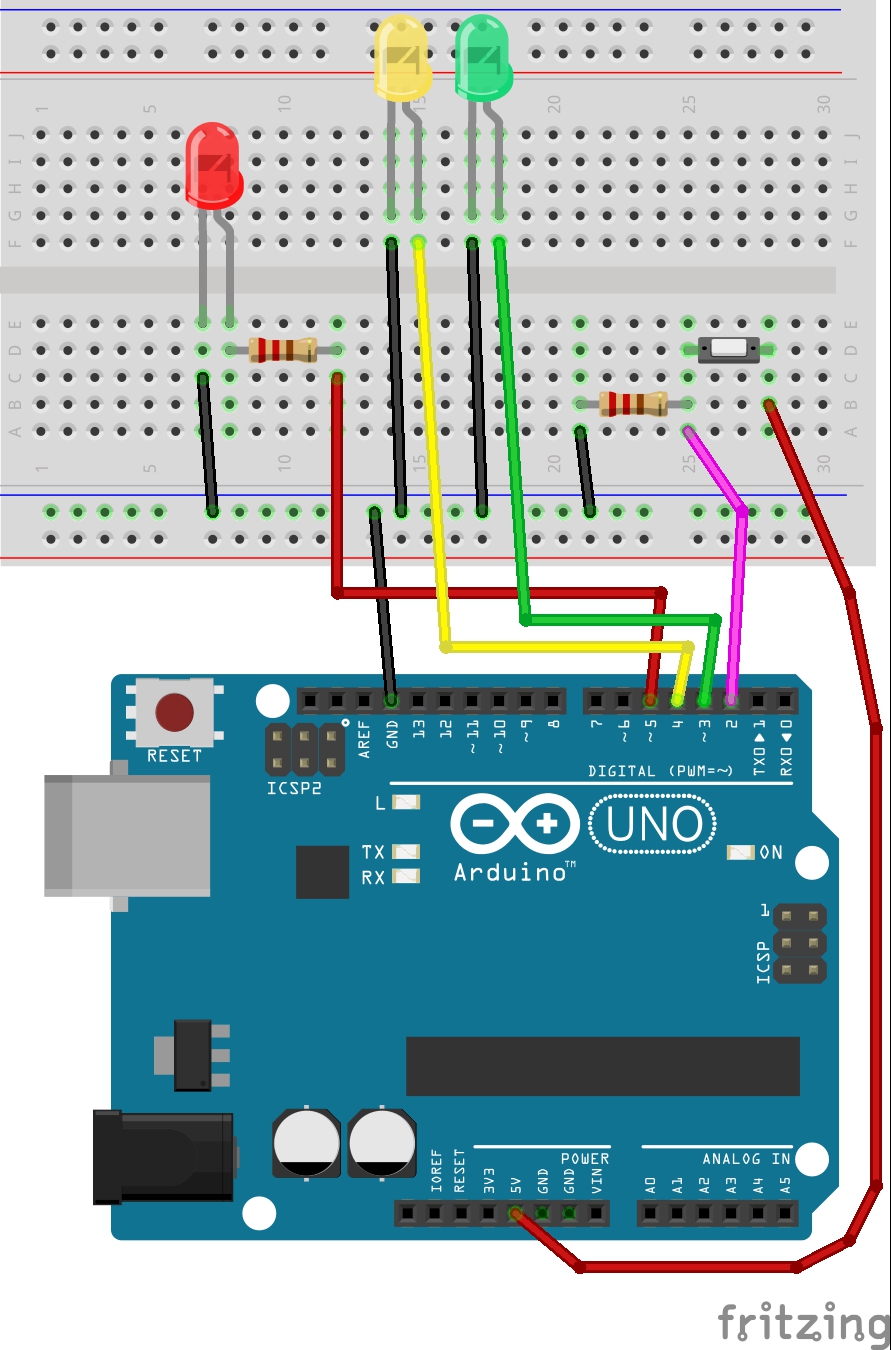 1 5 10 15 20 25 30
J J
I I
H H
G G
F F
E E
D D
C C
B B
A A
1 5 10 20 25 30
RESET
AREF GND 13 12 ~11 ~10 ~9 8 7 ~6 ~5 4 ~3 2 TX0▶1 RX0◀0
ICSP2
DIGITAL (PWM=~)
L
UNO
TX
RX
ON
Arduino™
1
ICSP
POWER
ANALOG IN
IOREF RESET 3V3 5V GND GND VIN A0 A1 A2 A3 A4 A5
fritzing